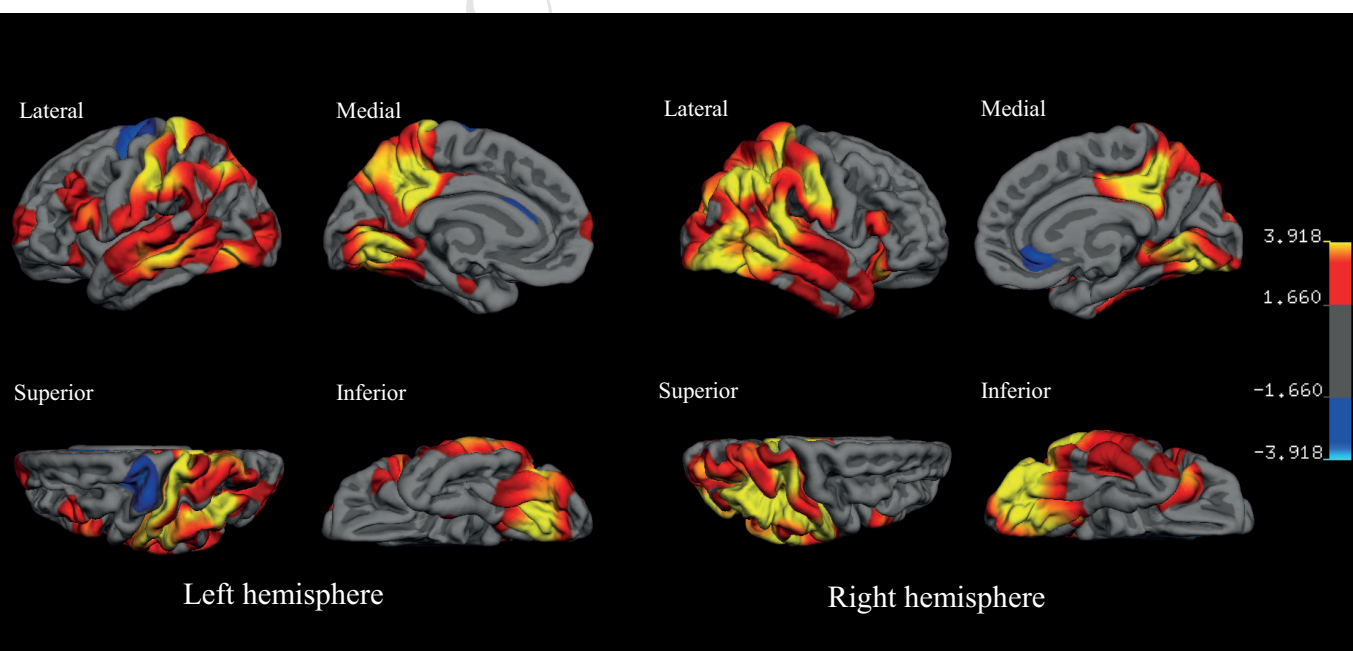 Lateral
Medial
Lateral
Medial
3.918
1.660
-1.660
-3.918
Superior
Inferior
Superior
Inferior
Left hemisphere
Right hemisphere